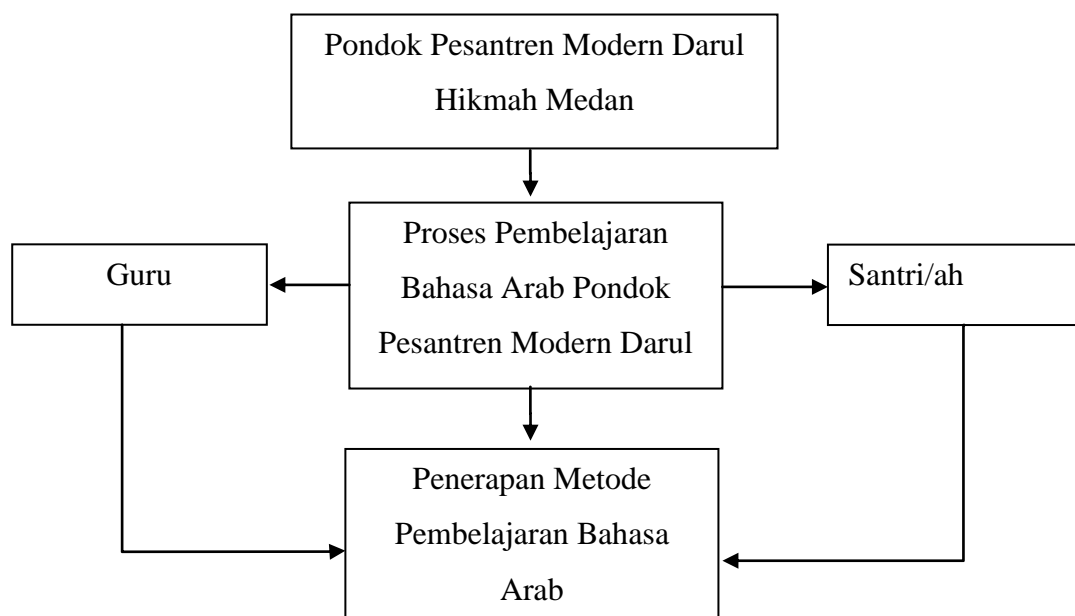 Pondok Pesantren Modern Darul
Hikmah Medan
Proses Pembelajaran
Bahasa Arab Pondok
Pesantren Modern Darul
Guru
Santri/ah
Penerapan Metode
Pembelajaran Bahasa
Arab